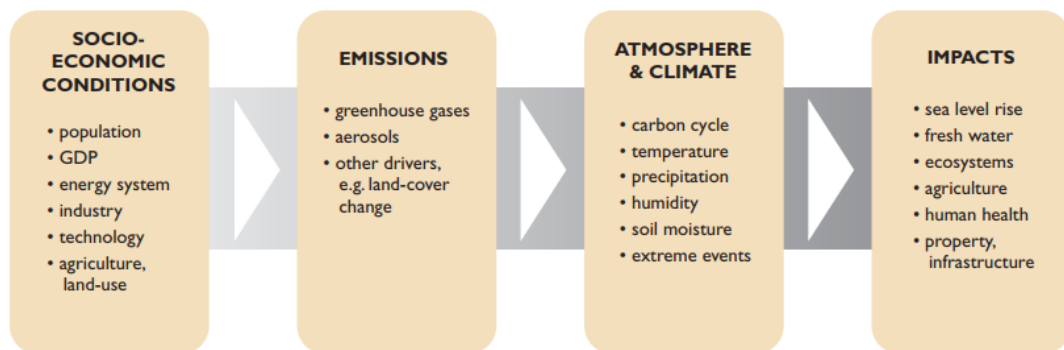 SOCIO-
ECONOMIC
CONDITIONS
• population
• GDP
• energy system
• industry
• technology
• agriculture,
land-use
EMISSIONS
• greenhouse gases
• aerosols
• other drivers,
e.g. land-cover
change
ATMOSPHERE
& CLIMATE
• carbon cycle
• temperature
• precipitation
• humidity
• soil moisture
• extreme events
IMPACTS
• sea level rise
• fresh water
• ecosystems
• agriculture
• human health
• property,
infrastructure